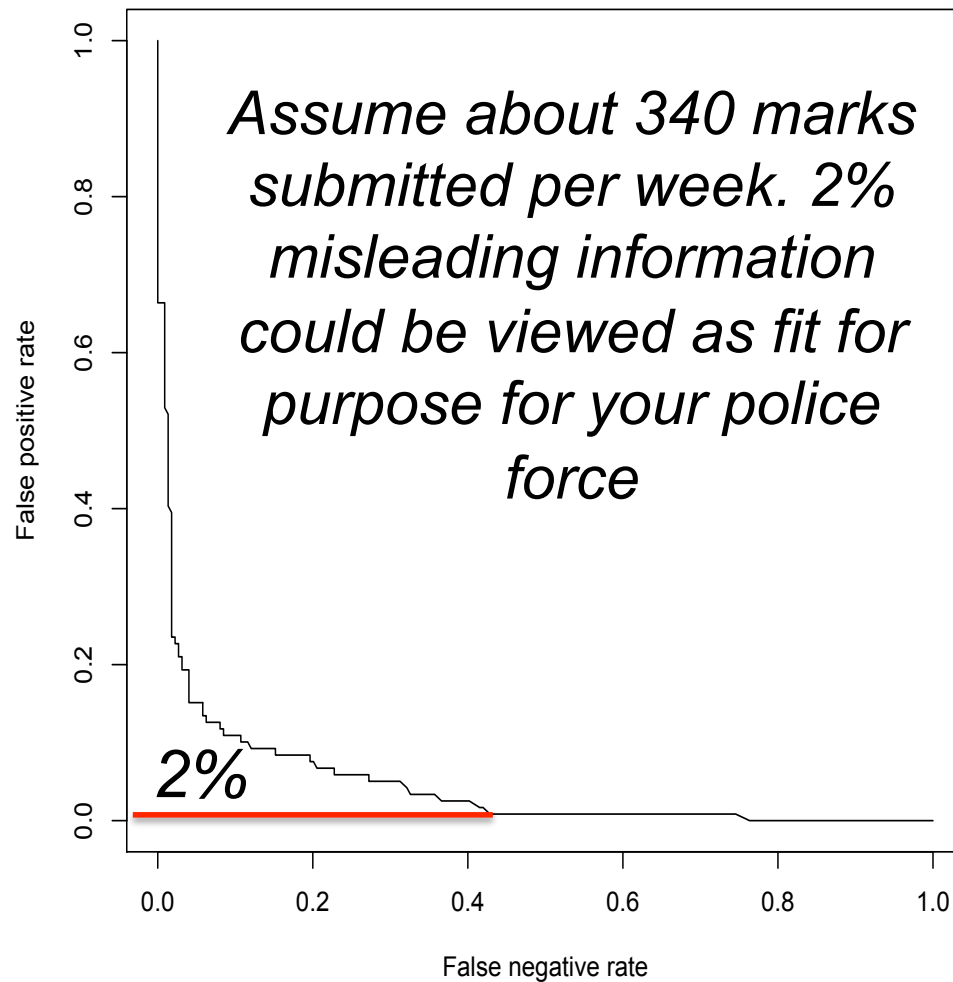 Assume about 340 marks
submitted per week. 2%
misleading information
could be viewed as fit for
purpose for your police
force
False positive rate
1.0
0.8
0.6
0.4
0.2
0.0
2%
0.0 0.2 0.4 0.6 0.8 1.0
False negative rate